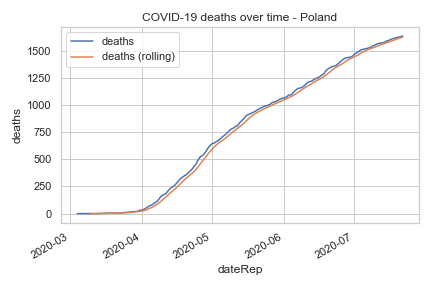 COVID-19 deaths over time - Poland
deaths
deaths (rolling)
1500
1250
1000
750
500
250
0
deaths
2020-03
2020-04
2020-05
2020-06
2020-07
dateRep